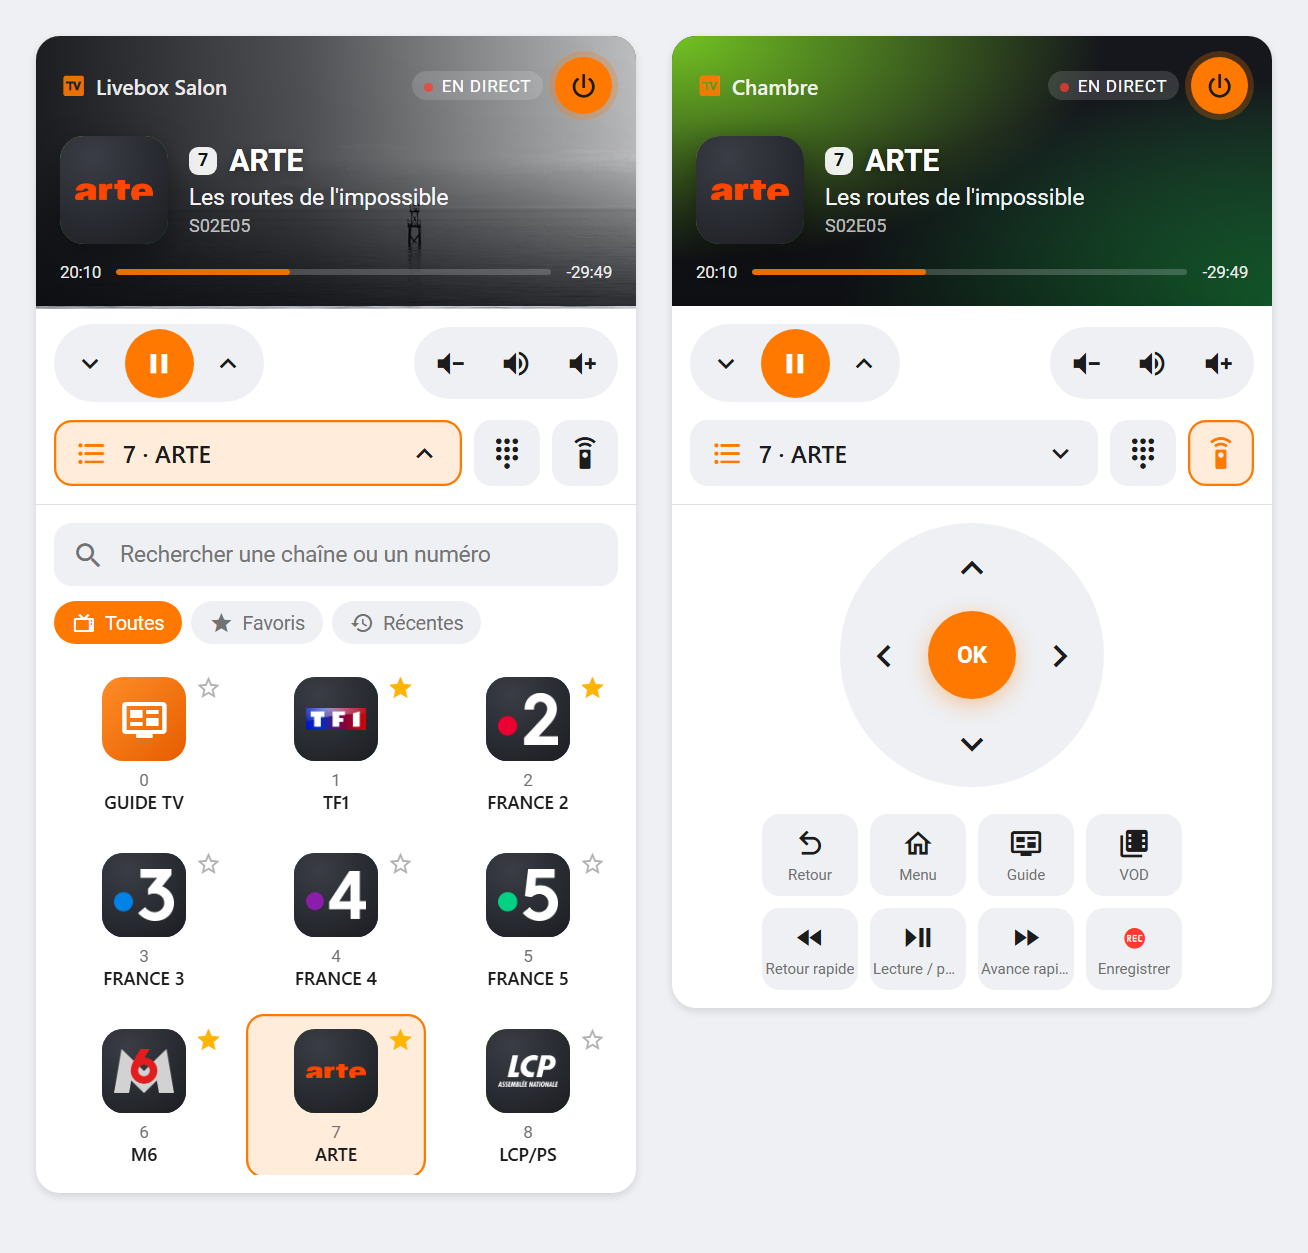 TV Livebox Salon
EN DIRECT
arte
7 ARTE
Les routes de l'impossible
S02E05
20:10
-29:49
7 · ARTE
Rechercher une chaîne ou un numéro
Toutes
Favoris
Récentes
0
GUIDE TV
TF1
1
TF1
2
2
FRANCE 2
3
3
FRANCE 3
4
4
FRANCE 4
5
5
FRANCE 5
M6
6
M6
arte
7
ARTE
LCP
ASSEMBLÉE NATIONALE
8
LCP/PS
TV Chambre
EN DIRECT
arte
7 ARTE
Les routes de l'impossible
S02E05
20:10
-29:49
7 · ARTE
OK
Retour
Menu
Guide
VOD
Retour rapide
Lecture / p...
Avance rapi...
REC
Enregistrer